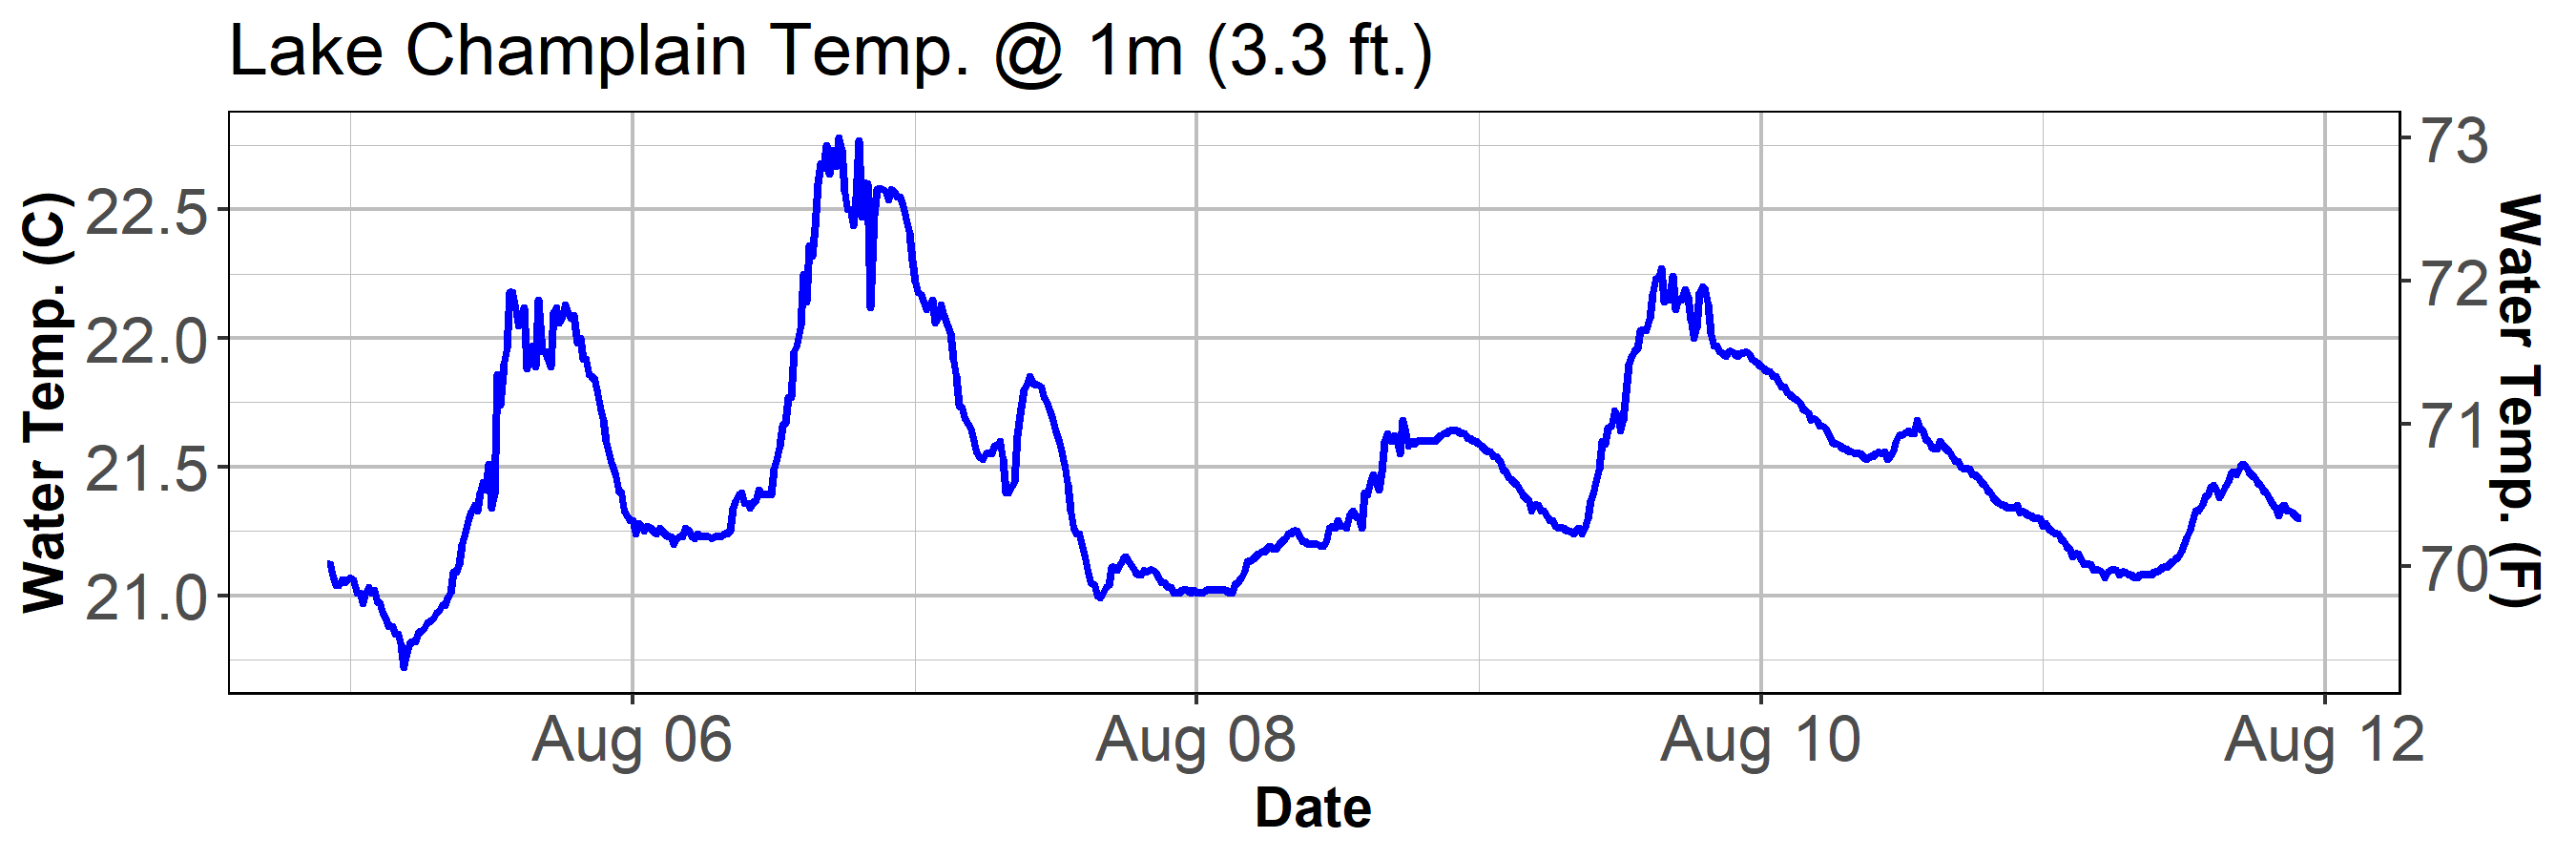 Lake Champlain Temp. @ 1m (3.3 ft.)
Water Temp. (C)
22.5
22.0
21.5
21.0
73
72
71
70
Water Temp. (F)
Aug 06
Aug 08
Aug 10
Aug 12
Date